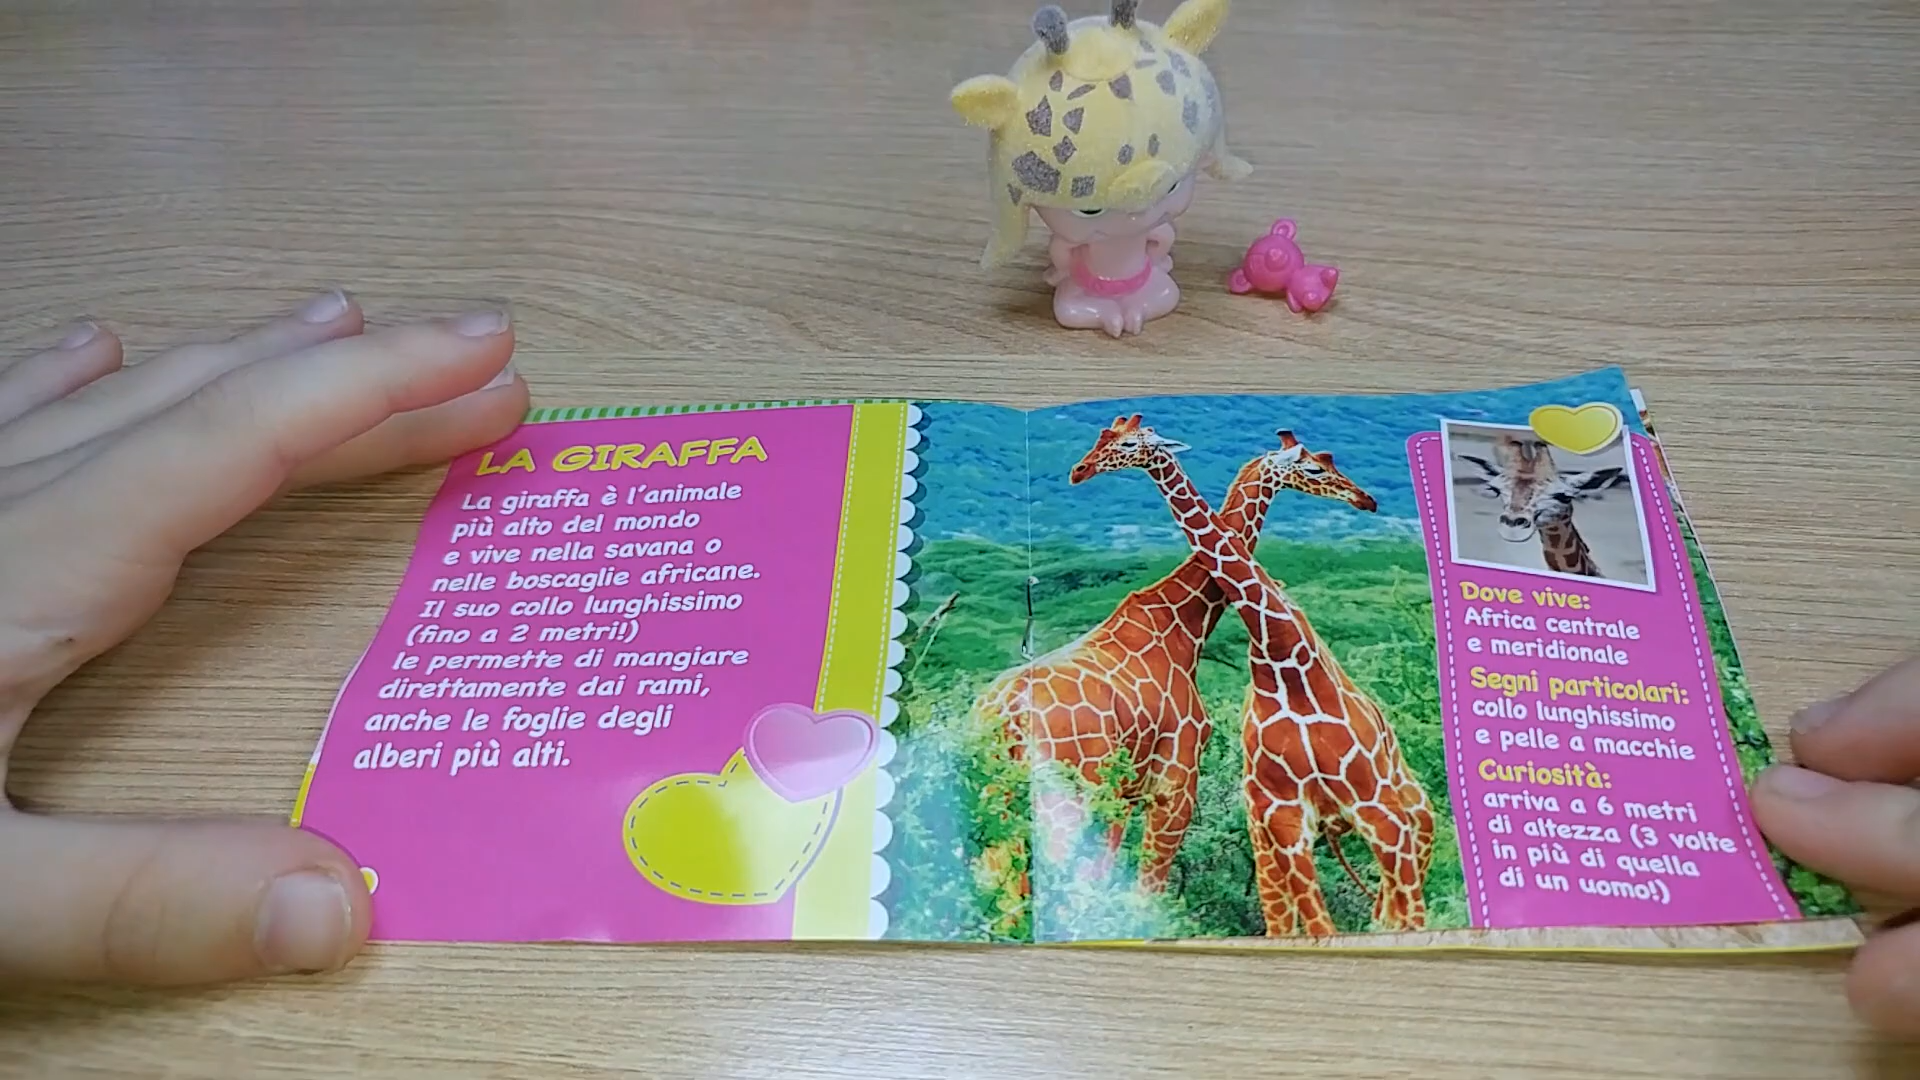 LA GIRAFFA
La giraffa è l'animale
più alto del mondo
e vive nella savana o
nelle boscaglie africane.
Il suo collo lunghissimo
(fino a 2 metri!)
le permette di mangiare
direttamente dai rami,
anche le foglie degli
alberi più alti.
Dove vive:
Africa centrale
e meridionale
Segni particolari:
collo lunghissimo
e pelle a macchie
Curiosità:
arriva a 6 metri
di altezza (3 volte
in più di quella
di un uomo!)